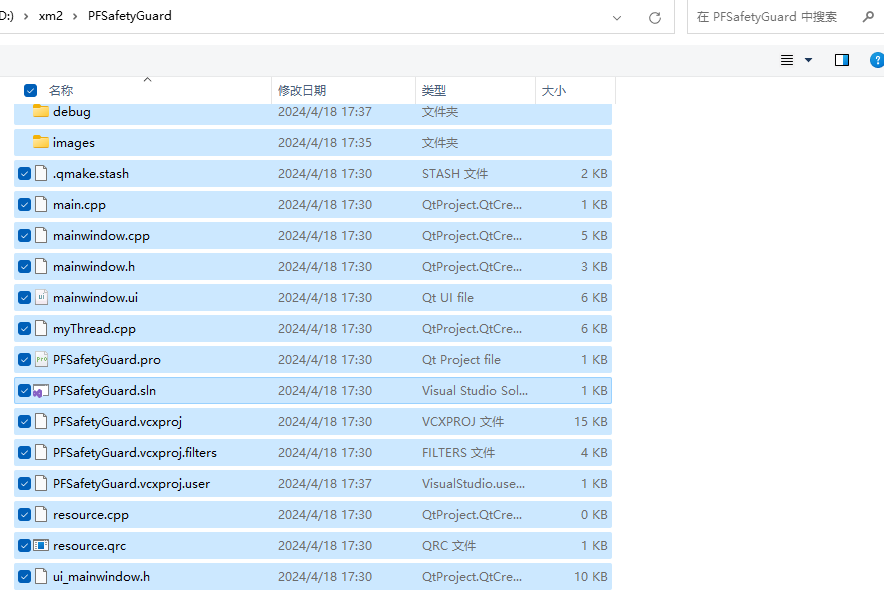 D:) › xm2 › PFSafetyGuard 在 PFSafetyGuard 中搜索
名称 修改日期 类型 大小
debug 2024/4/18 17:37 文件夹
images 2024/4/18 17:35 文件夹
.qmake.stash 2024/4/18 17:30 STASH 文件 2 KB
main.cpp 2024/4/18 17:30 QtProject.QtCre... 1 KB
mainwindow.cpp 2024/4/18 17:30 QtProject.QtCre... 5 KB
mainwindow.h 2024/4/18 17:30 QtProject.QtCre... 3 KB
mainwindow.ui 2024/4/18 17:30 Qt UI file 6 KB
myThread.cpp 2024/4/18 17:30 QtProject.QtCre... 6 KB
PFSafetyGuard.pro 2024/4/18 17:30 Qt Project file 1 KB
PFSafetyGuard.sln 2024/4/18 17:30 Visual Studio Sol... 1 KB
PFSafetyGuard.vcxproj 2024/4/18 17:30 VCXPROJ 文件 15 KB
PFSafetyGuard.vcxproj.filters 2024/4/18 17:30 FILTERS 文件 4 KB
PFSafetyGuard.vcxproj.user 2024/4/18 17:37 VisualStudio.use... 1 KB
resource.cpp 2024/4/18 17:30 QtProject.QtCre... 0 KB
resource.qrc 2024/4/18 17:30 QRC 文件 1 KB
ui_mainwindow.h 2024/4/18 17:30 QtProject.QtCre... 10 KB